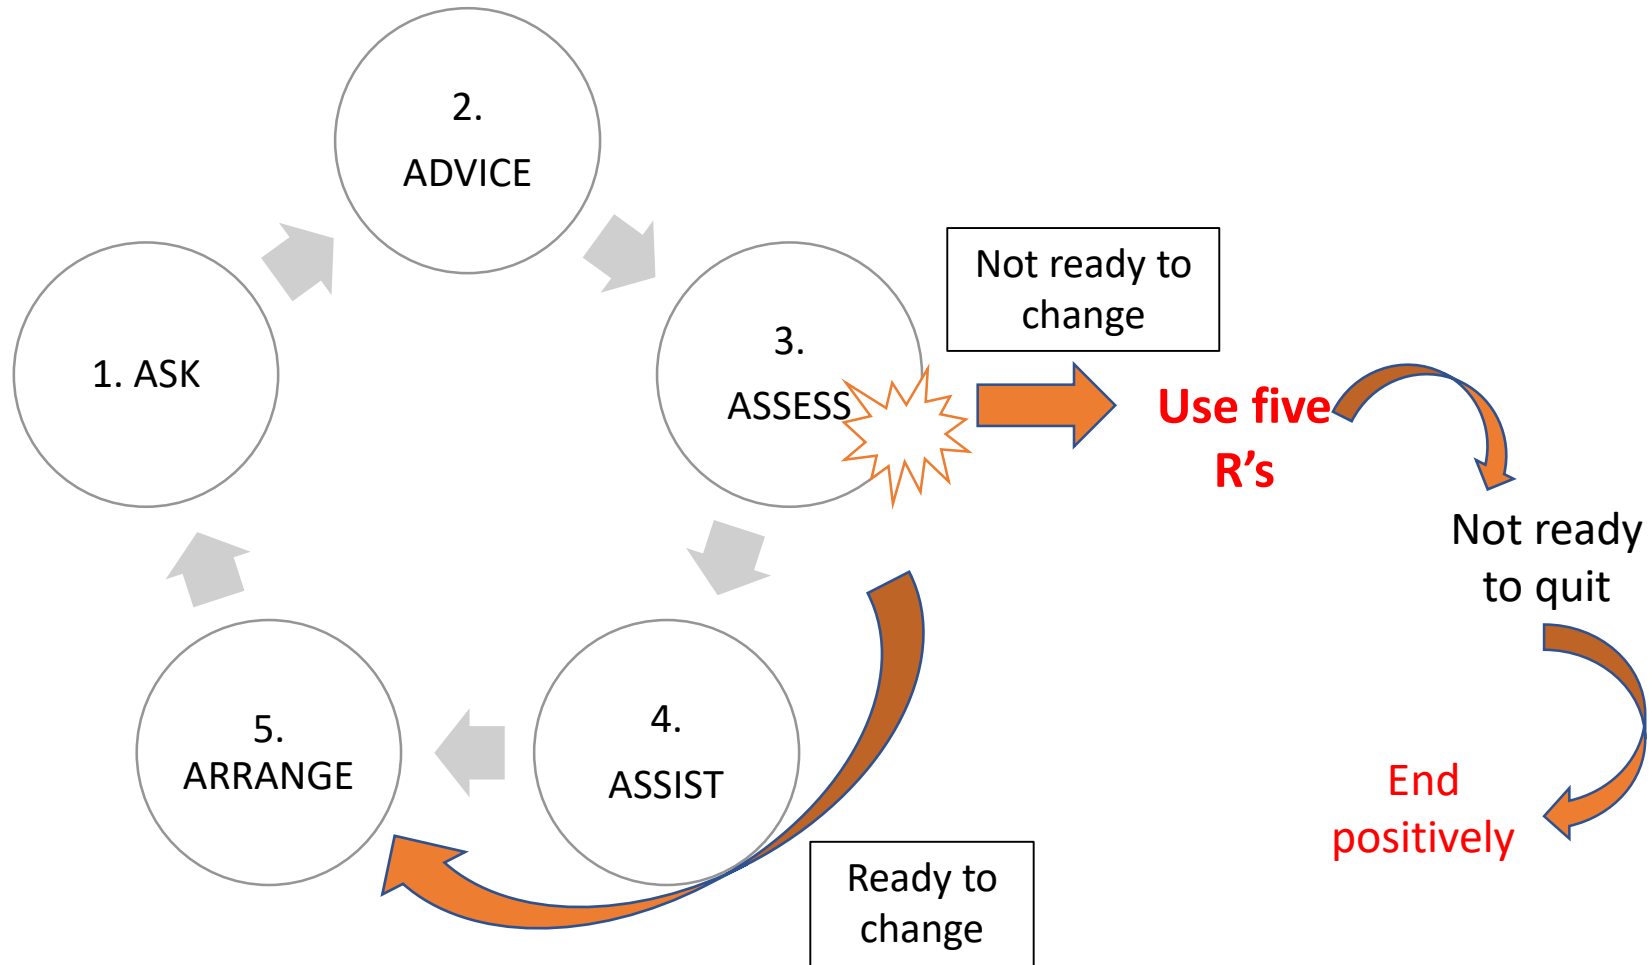 1. ASK
2.
ADVICE
3.
ASSESS
4.
ASSIST
5.
ARRANGE
Not ready to
change
Use five
R’s
Not ready
to quit
End
positively
Ready to
change